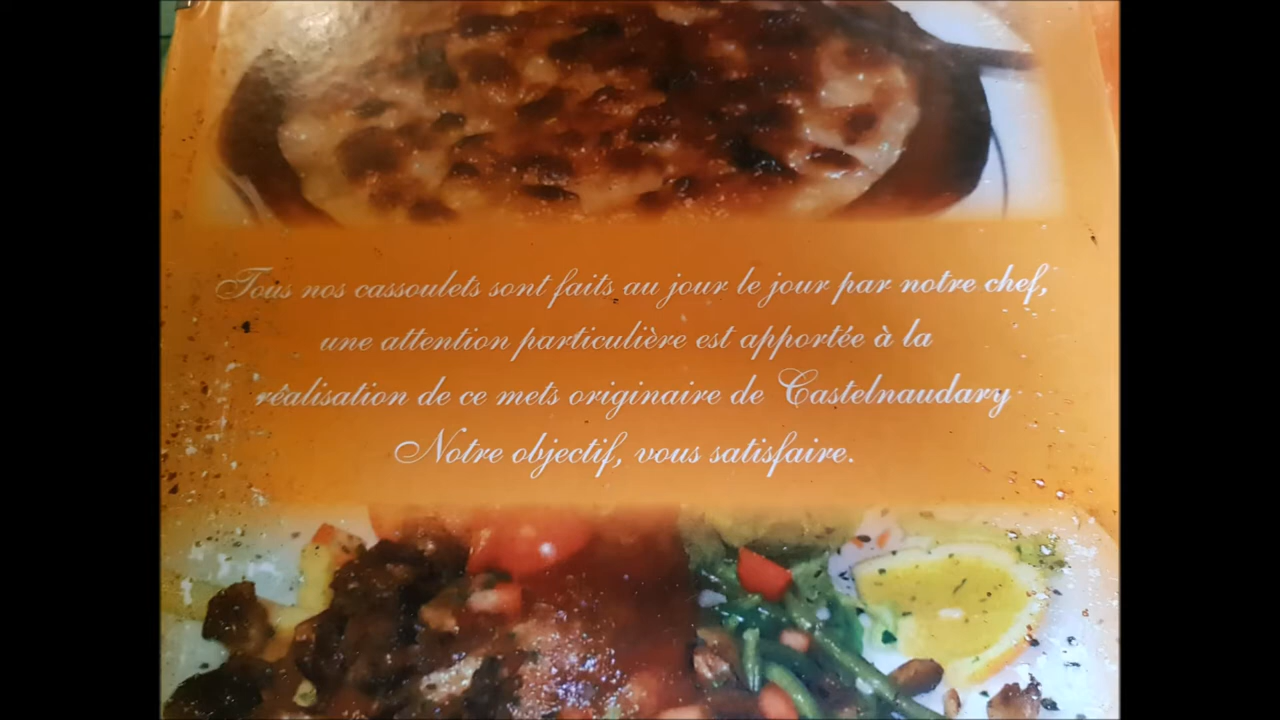 Tous nos cassoulets sont faits au jour le jour par notre chef,
une attention particulière est apportée à la
réalisation de ce mets originaire de Castelnaudary
Notre objectif, vous satisfaire.